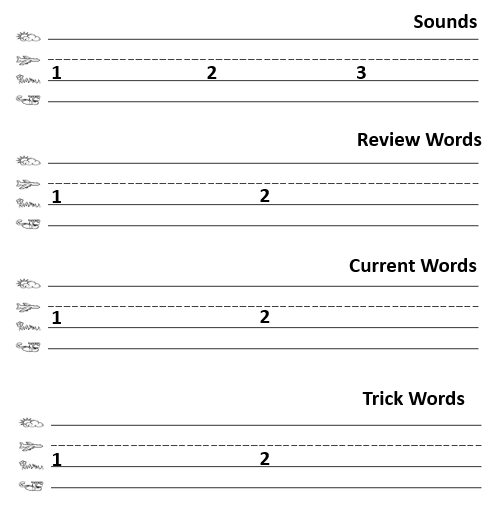 Sounds
1 2 3
Review Words
1 2
Current Words
1 2
Trick Words
1 2